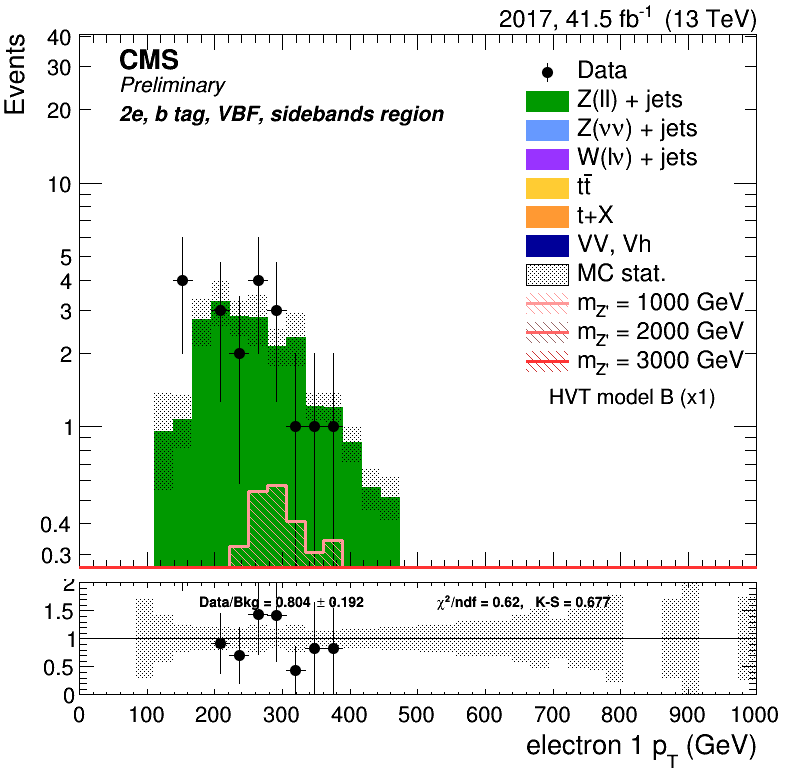 2017, 41.5 fb⁻¹ (13 TeV)
Events
CMS
Preliminary
2e, b tag, VBF, sidebands region
Data
Z(ll) + jets
Z(νν) + jets
W(lν) + jets
tt̄
t+X
VV, Vh
MC stat.
m_Z' = 1000 GeV
m_Z' = 2000 GeV
m_Z' = 3000 GeV
HVT model B (x1)
40
30
20
10
5
4
3
2
1
0.4
0.3
Data/Bkg = 0.804 ± 0.192
χ²/ndf = 0.62, K-S = 0.677
2
1.5
1
0.5
0
0 100 200 300 400 500 600 700 800 900 1000
electron 1 p_T (GeV)